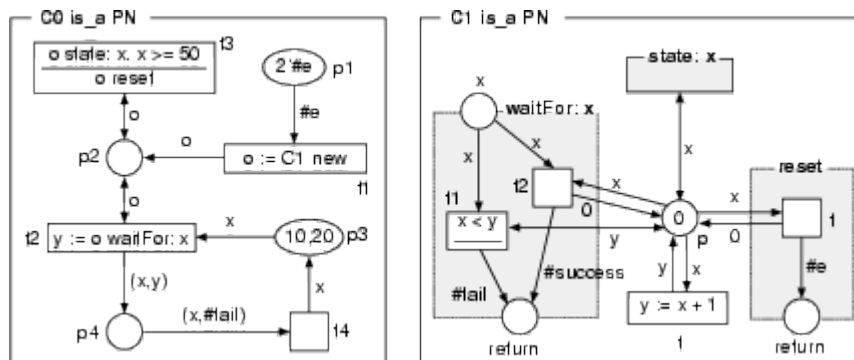 C0 is_a PN
t3
o state: x. x >= 50
o reset
2`#e
p1
#e
o
o
p2
o := C1 new
t1
o
x
t2
y := o waitFor: x
10,20
p3
(x,y)
x
p4
(x,#fail)
t4
C1 is_a PN
state: x
x
waitFor: x
x
x
x
reset
t2
t1
x
x
x < y
0
0
p
0
t
y
#success
y
x
#e
#fail
y := x + 1
t
return
return